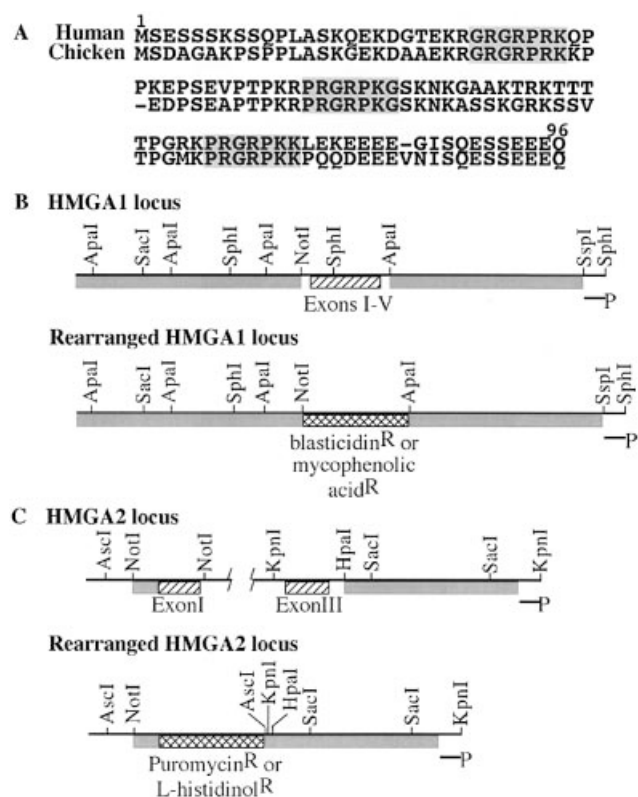 A
1
Human MSESSSKSSQPLASKQEKDGTEKRGRGRPRKQP
Chicken MSDAGAKPSPPLASKGEKDAAEKRGRGRPRKKP
PKEPSEVPTPKRPRGRPKGSKNKGAAKTRKTTT
-EDPSEAPTPKRPRGRPKGSKNKASSKGRKSSV
96
TPGRKPRGRPKKLEKEEEE-GISQESSEEEQ
TPGMKPRGRPKKPQQDEEEVNISQESSEEEQ
B HMGA1 locus
ApaI SacI ApaI SphI ApaI NotI SphI ApaI SspI SphI
Exons I-V P
Rearranged HMGA1 locus
ApaI SacI ApaI SphI ApaI NotI ApaI SspI SphI
P
blasticidinR or
mycophenolic
acidR
C HMGA2 locus
AscI NotI NotI KpnI HpaI SacI SacI KpnI
ExonI ExonIII P
Rearranged HMGA2 locus
AscI NotI AscI KpnI HpaI SacI SacI KpnI
PuromycinR or P
L-histidinolR